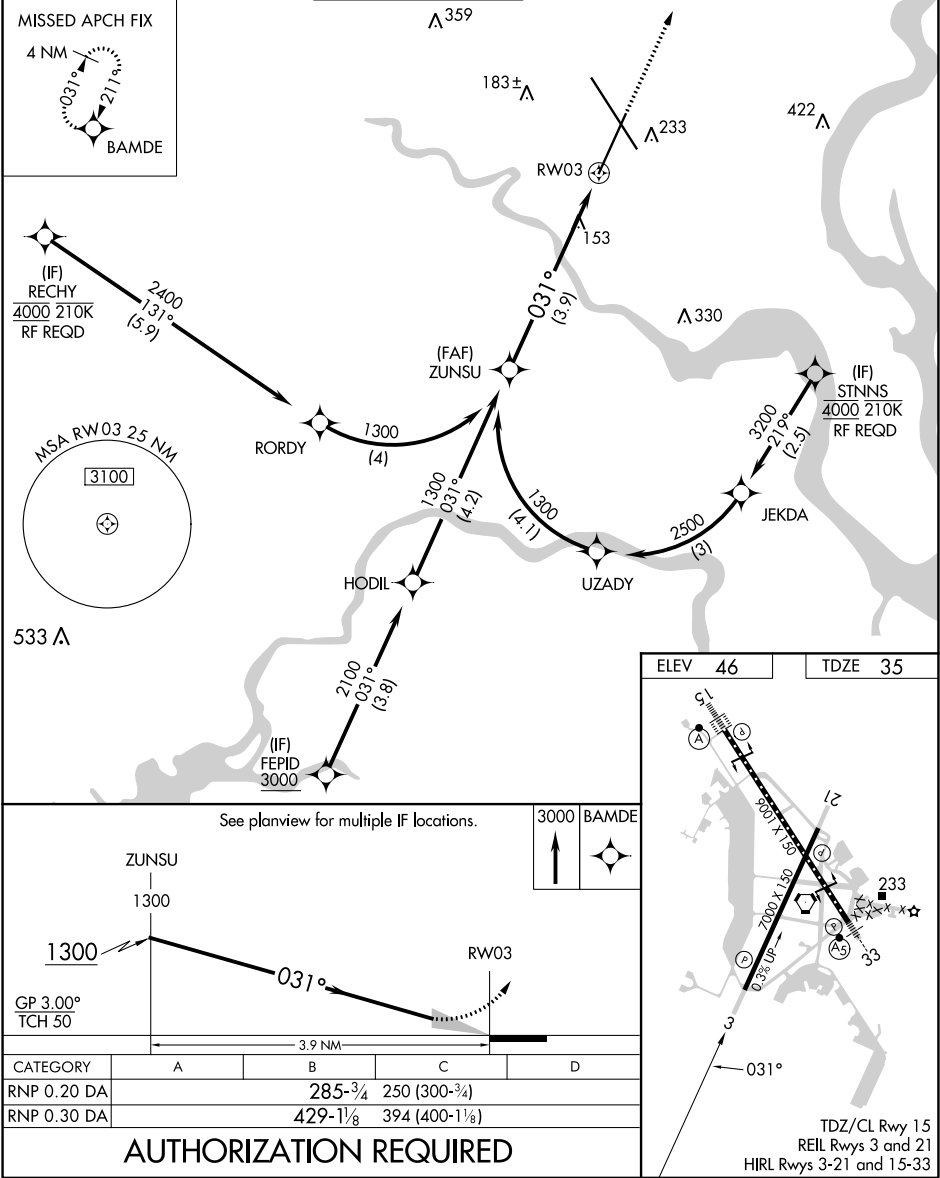 MISSED APCH FIX
4 NM
031°
211°
BAMDE
359
183±
233
422
RW03
153
(IF)
RECHY
4000 210K
RF REQD
2400
131°
(5.9)
031°
(3.9)
330
(FAF)
ZUNSU
(IF)
STNNS
4000 210K
RF REQD
3200
219°
(2.5)
RORDY
1300
(4)
MSA RW03 25 NM
3100
1300
031°
(4.2)
1300
(4.1)
2500
(3)
JEKDA
HODIL
UZADY
533
2100
031°
(3.8)
(IF)
FEPID
3000
ELEV 46
TDZE 35
15
A
P
21
9001 X 150
P
7000 X 150
233
P
A5
33
P
0.3% UP
3
031°
TDZ/CL Rwy 15
REIL Rwys 3 and 21
HIRL Rwys 3-21 and 15-33
See planview for multiple IF locations.
3000
BAMDE
ZUNSU
1300
1300
RW03
031°
GP 3.00°
TCH 50
3.9 NM
CATEGORY A B C D
RNP 0.20 DA 285-¾ 250 (300-¾)
RNP 0.30 DA 429-1⅛ 394 (400-1⅛)
AUTHORIZATION REQUIRED